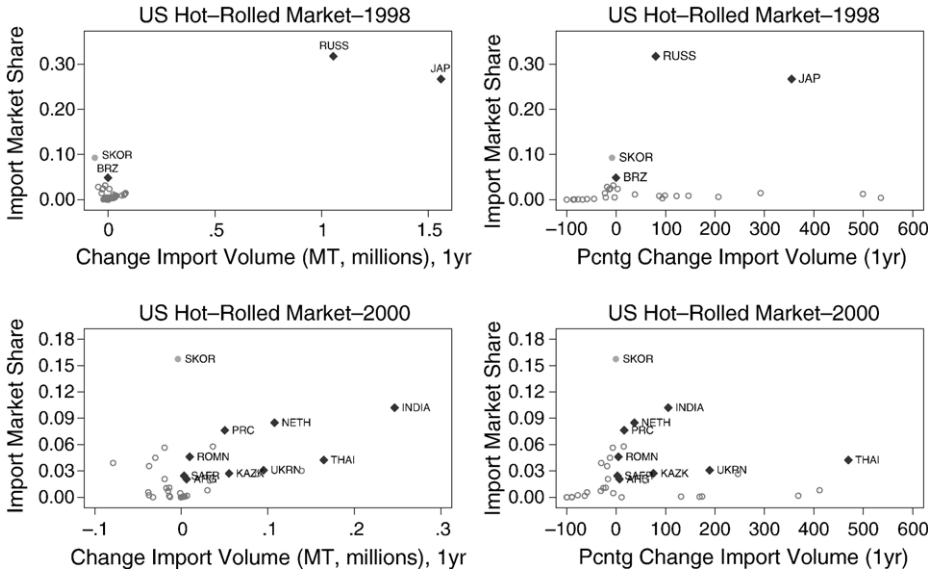 US Hot–Rolled Market–1998
Import Market Share
0.30
0.20
0.10
0.00
RUSS
JAP
SKOR
BRZ
0
.5
1
1.5
Change Import Volume (MT, millions), 1yr
US Hot–Rolled Market–1998
Import Market Share
0.30
0.20
0.10
0.00
RUSS
JAP
SKOR
BRZ
−100 0 100 200 300 400 500 600
Pcntg Change Import Volume (1yr)
US Hot–Rolled Market–2000
Import Market Share
0.18
0.15
0.12
0.09
0.06
0.03
0.00
SKOR
INDIA
NETH
PRC
ROMN
THAI
UKRN
KAZK
SAFR
ARG
−.1 0 .1 .2 .3
Change Import Volume (MT, millions), 1yr
US Hot–Rolled Market–2000
Import Market Share
0.18
0.15
0.12
0.09
0.06
0.03
0.00
SKOR
INDIA
NETH
PRC
ROMN
THAI
UKRN
KAZK
SAFR
ARG
−100 0 100 200 300 400 500 600
Pcntg Change Import Volume (1yr)